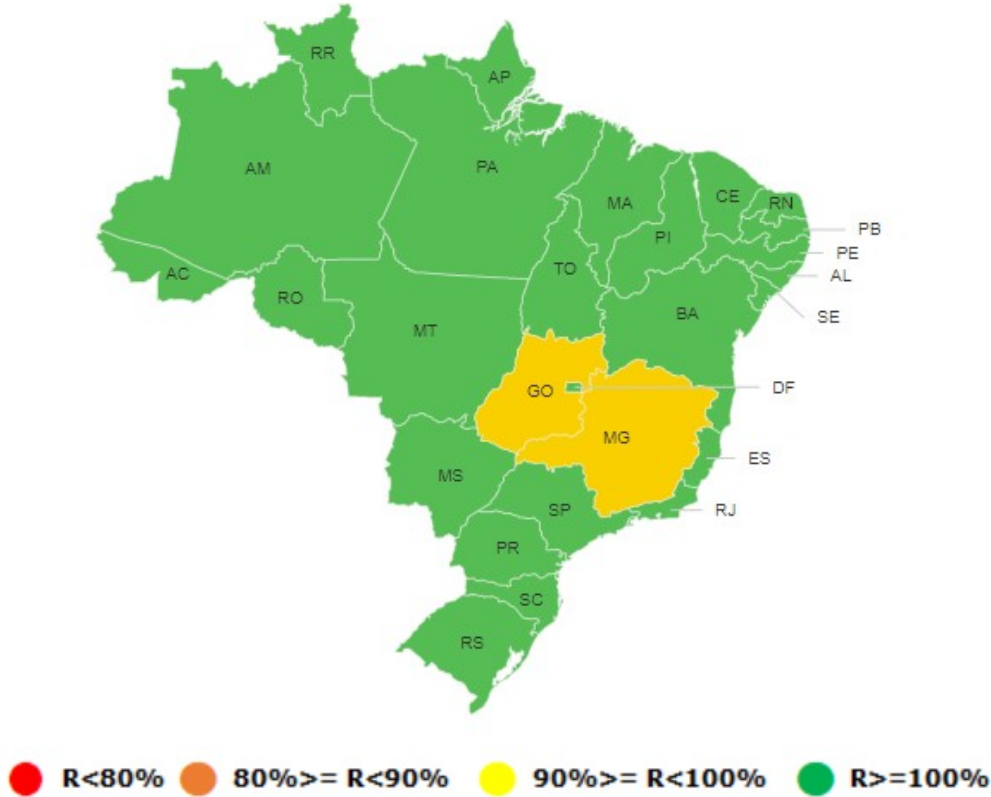 RR
AP
AM
PA
MA
CE
RN
PB
PI
PE
AC
TO
AL
RO
BA
SE
MT
GO
DF
MG
ES
MS
SP
RJ
PR
SC
RS
R<80% 80%>= R<90% 90%>= R<100% R>=100%